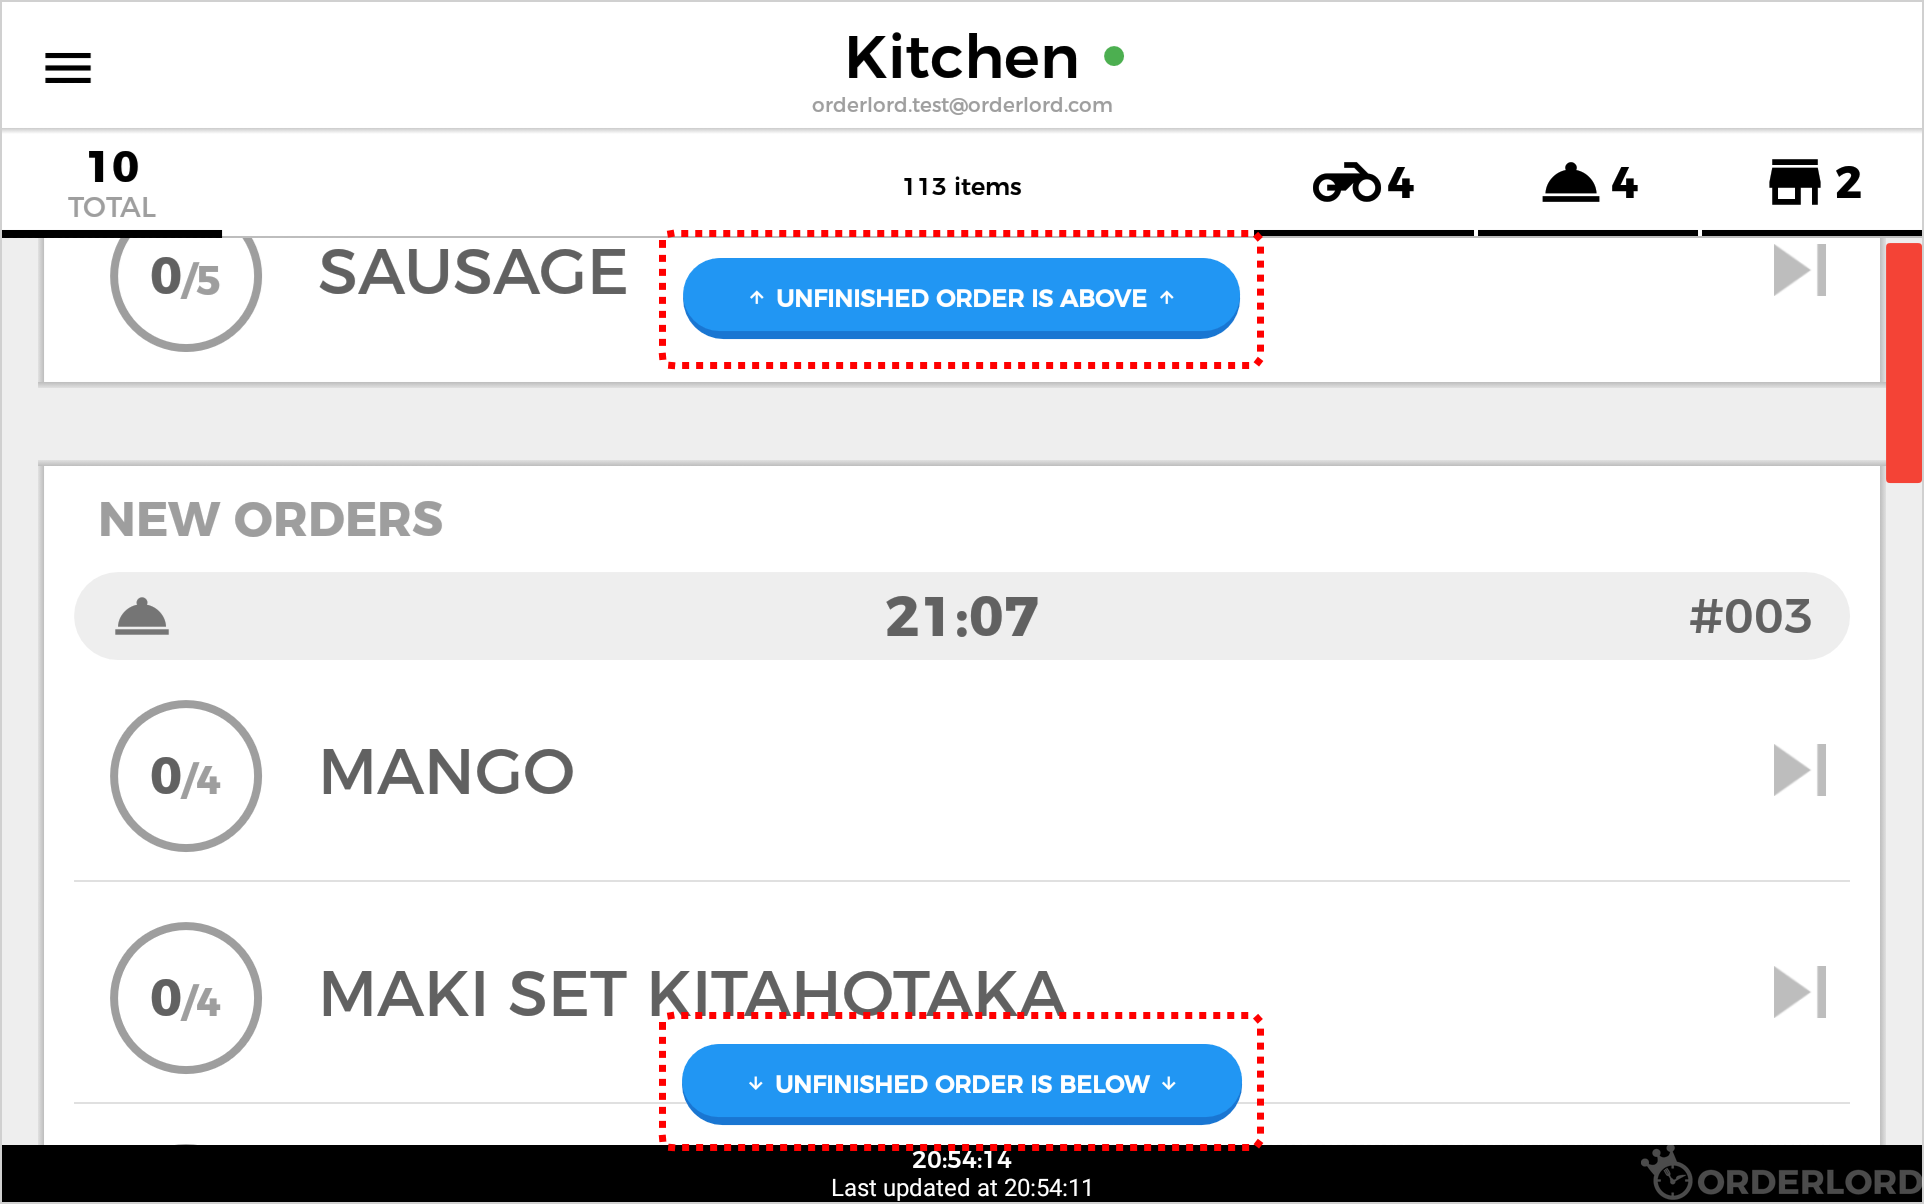 Kitchen
orderlord.test@orderlord.com
10
TOTAL
113 items
4
4
2
0/5
SAUSAGE
↑ UNFINISHED ORDER IS ABOVE ↑
NEW ORDERS
21:07
#003
0/4
MANGO
0/4
MAKI SET KITAHOTAKA
↓ UNFINISHED ORDER IS BELOW ↓
20:54:14
Last updated at 20:54:11
ORDERLORD